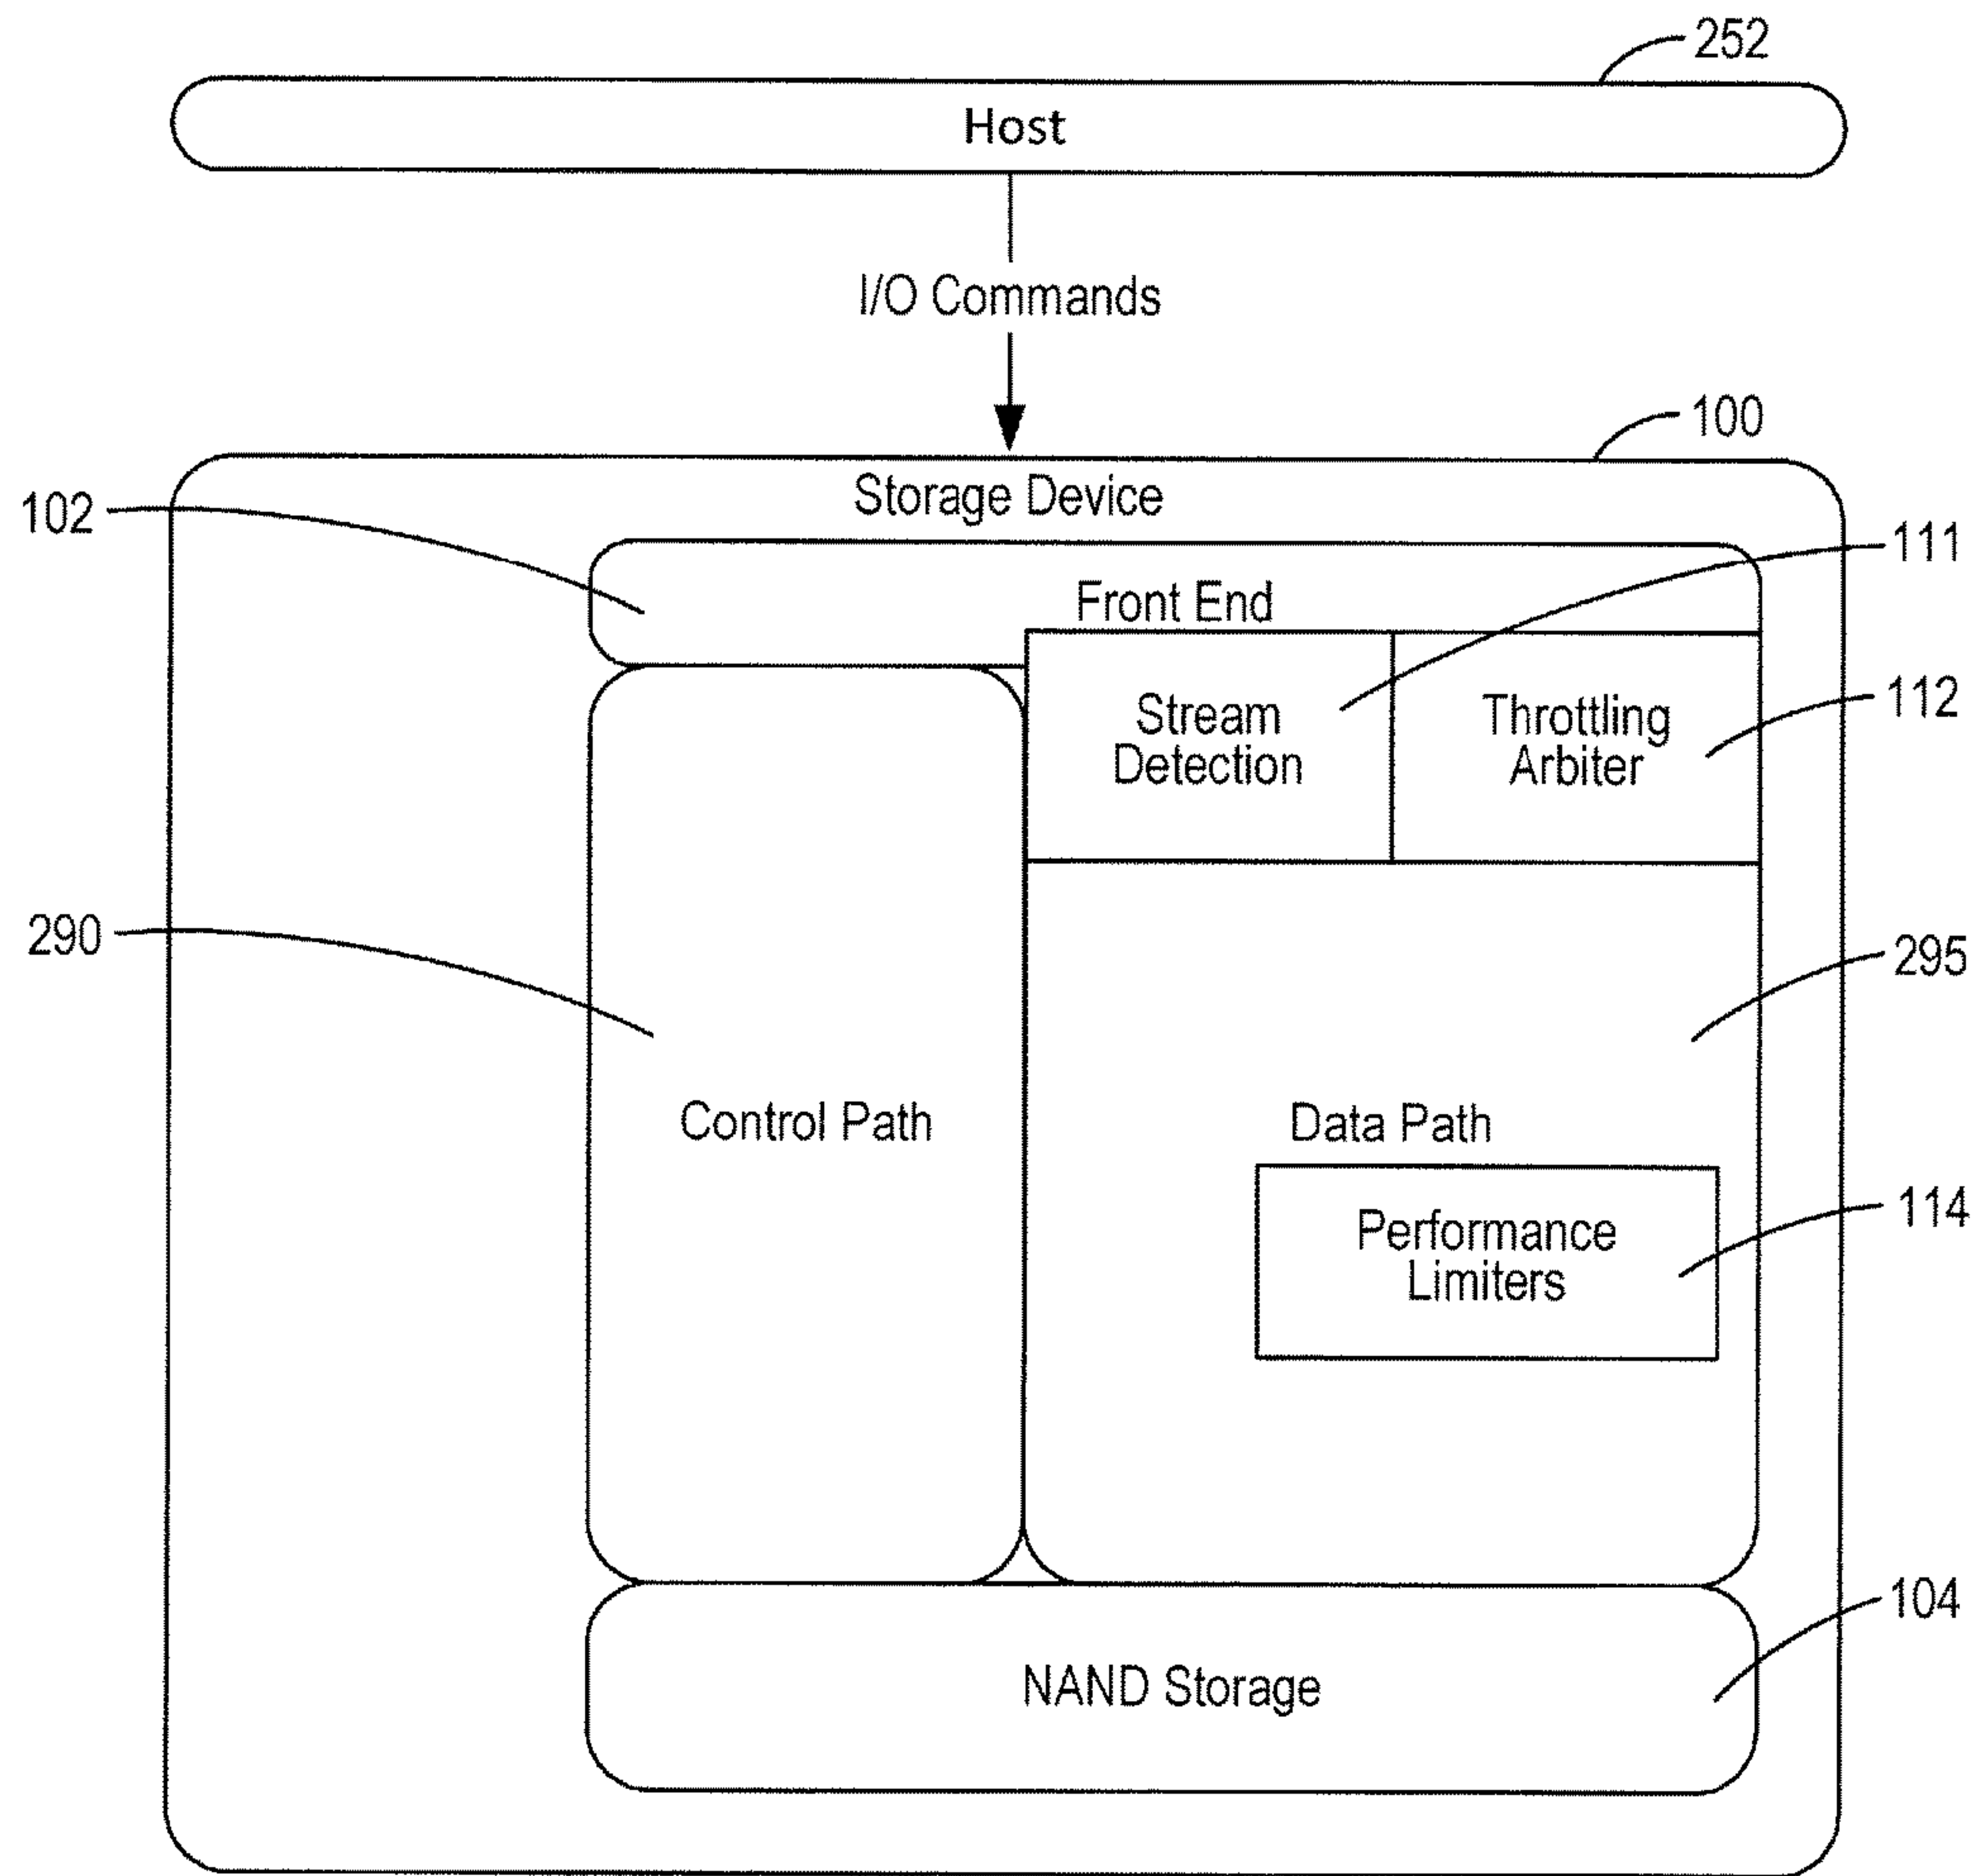 252
Host
I/O Commands
100
Storage Device
102
111
Front End
Stream
Detection
Throttling
Arbiter
112
290
295
Control Path
Data Path
Performance
Limiters
114
104
NAND Storage